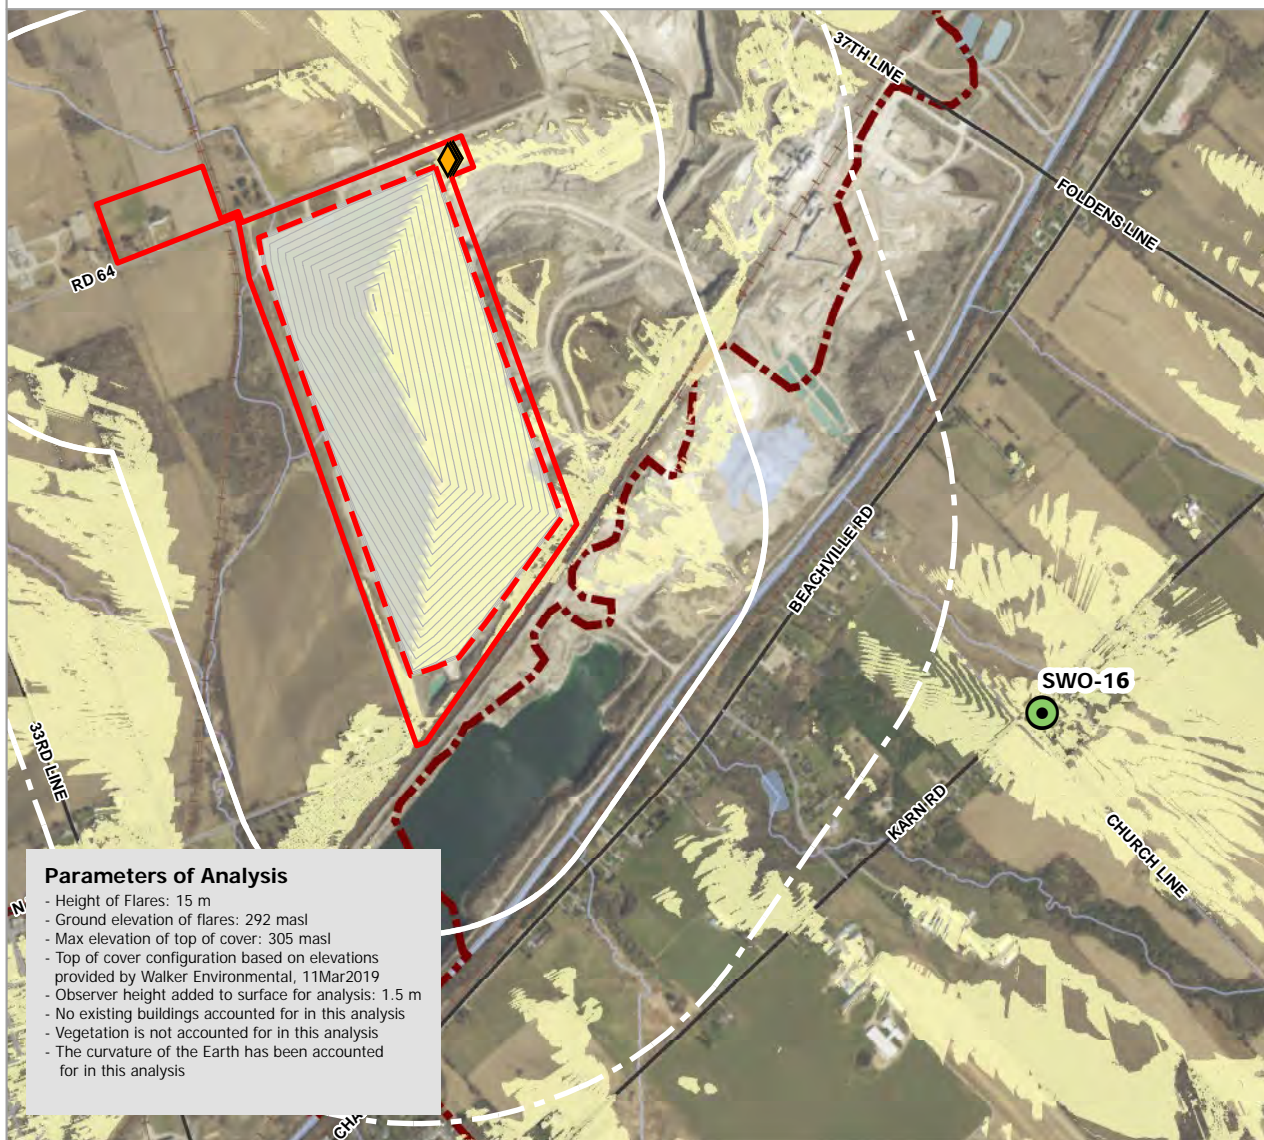 37TH LINE
FOLDENS LINE
RD 64
BEACHVILLE RD
SWO-16
33RD LINE
KARN RD
CHURCH LINE
Parameters of Analysis
- Height of Flares: 15 m
- Ground elevation of flares: 292 masl
- Max elevation of top of cover: 305 masl
- Top of cover configuration based on elevations
provided by Walker Environmental, 11Mar2019
- Observer height added to surface for analysis: 1.5 m
- No existing buildings accounted for in this analysis
- Vegetation is not accounted for in this analysis
- The curvature of the Earth has been accounted
for in this analysis